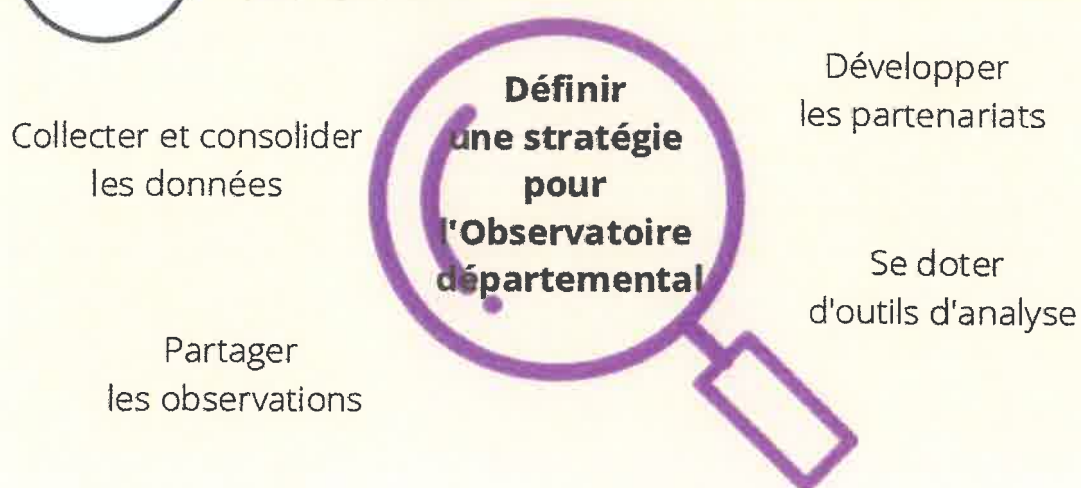 Définir
une stratégie
pour
l'Observatoire
départemental
Collecter et consolider
les données
Partager
les observations
Développer
les partenariats
Se doter
d'outils d'analyse